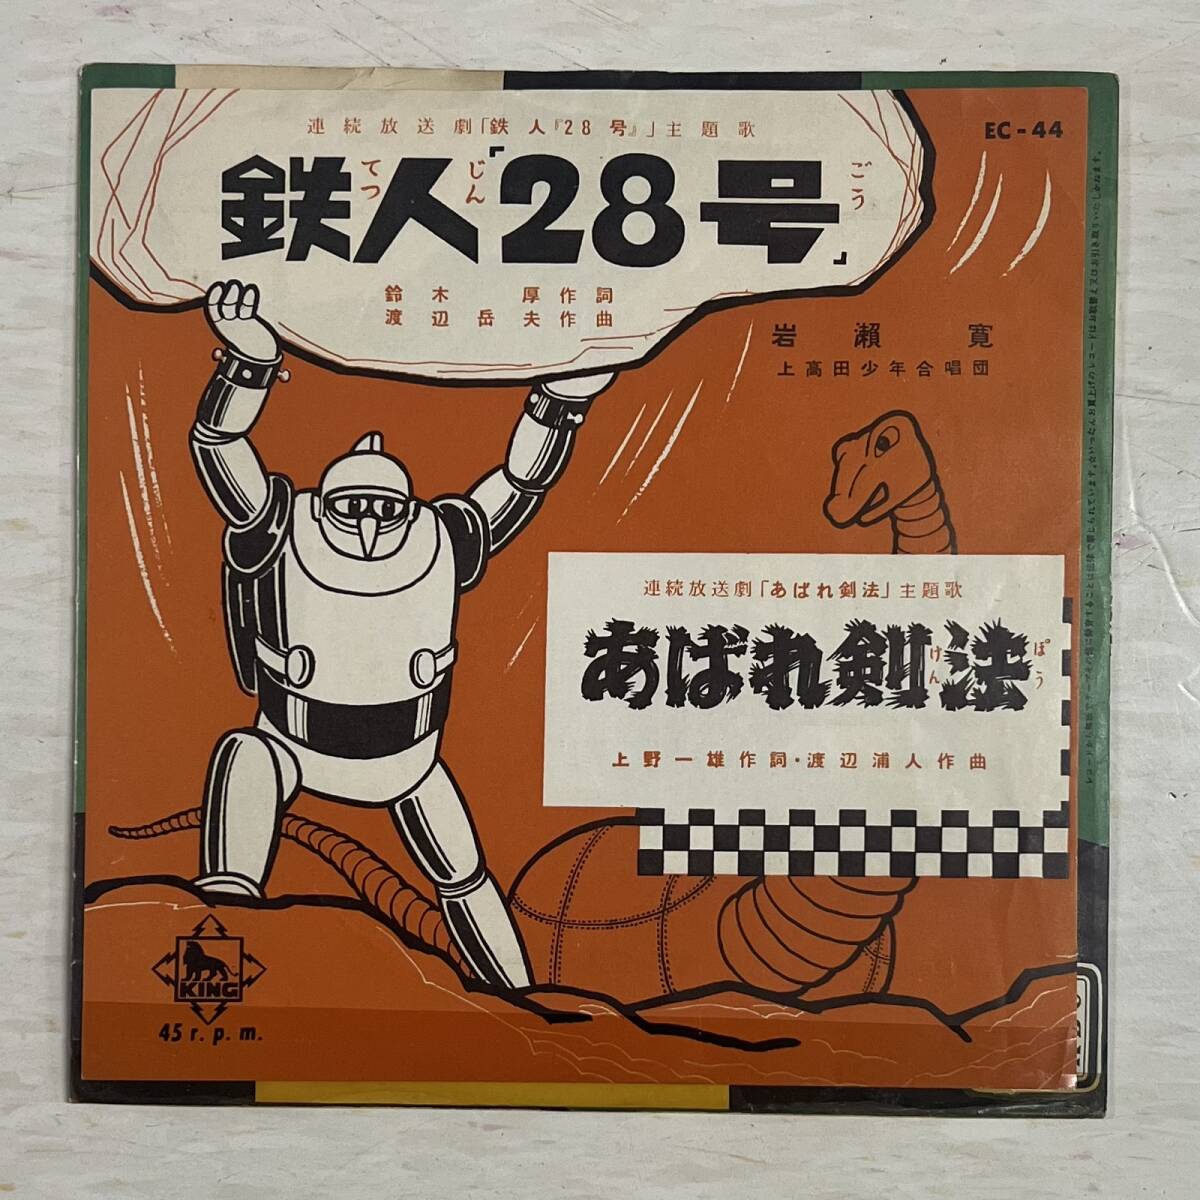 連続放送劇「鉄人『28号』」主題歌
EC-44
鉄人『28号』
てつ じん ごう
鈴木 厚作詞
渡辺岳夫作曲
岩瀬 寛
上高田少年合唱団
連続放送劇「あばれ剣法」主題歌
あばれ剣法
けん ぽう
上野一雄作詞・渡辺浦人作曲
KING
45 r. p. m.